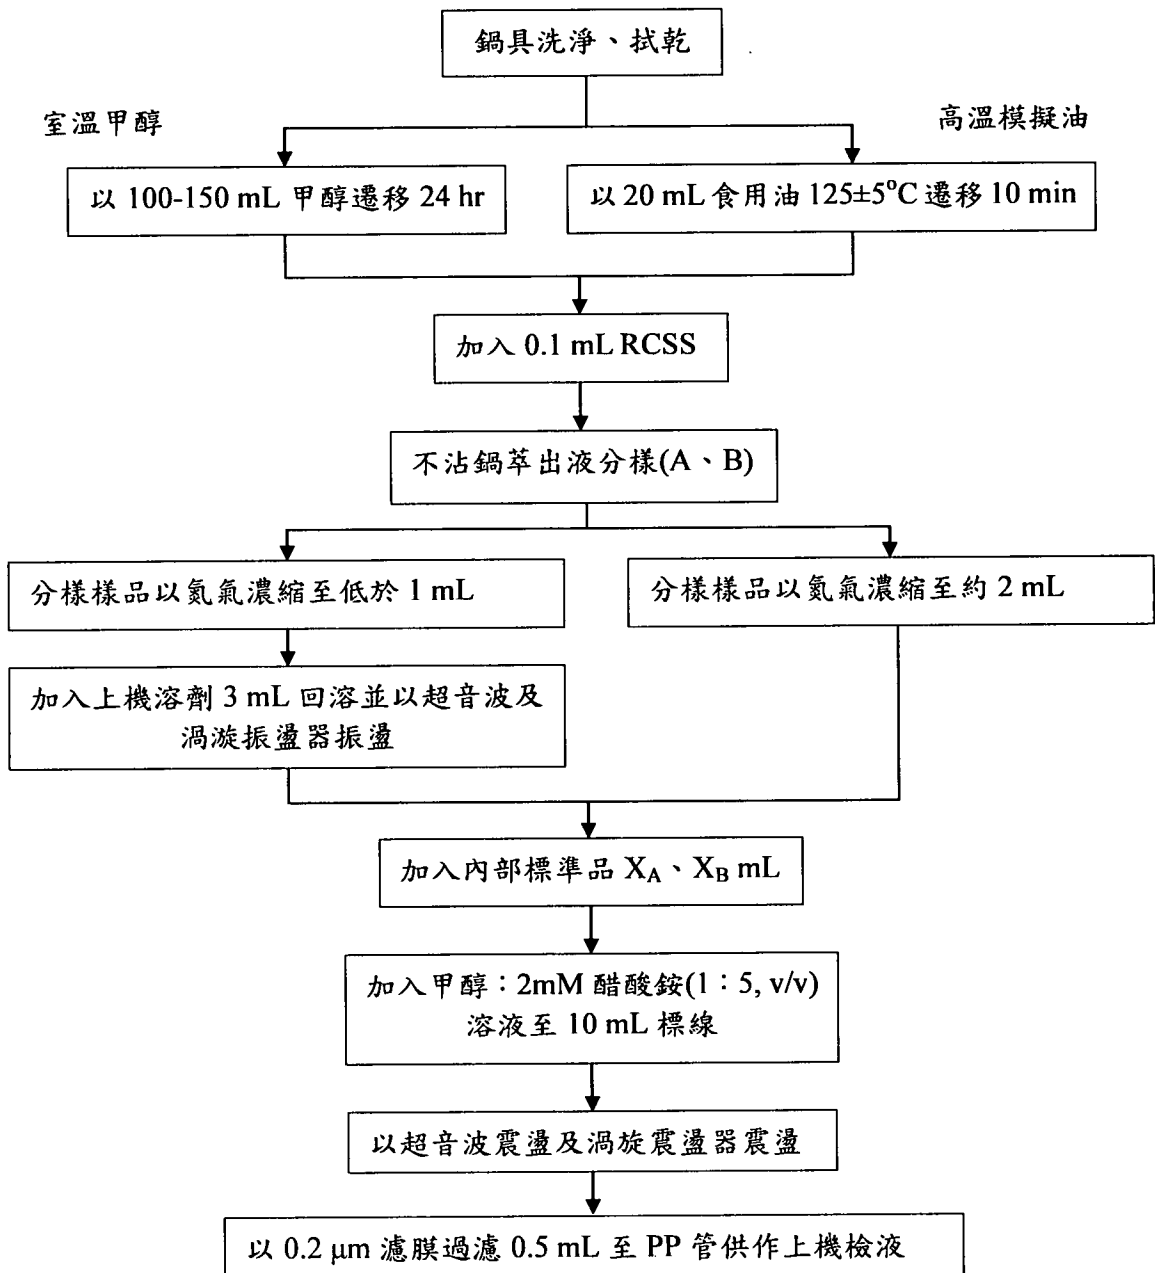 鍋具洗淨、拭乾
室溫甲醇
高溫模擬油
以 100-150 mL 甲醇遷移 24 hr
以 20 mL 食用油 125±5°C 遷移 10 min
加入 0.1 mL RCSS
不沾鍋萃出液分樣(A、B)
分樣樣品以氮氣濃縮至低於 1 mL
分樣樣品以氮氣濃縮至約 2 mL
加入上機溶劑 3 mL 回溶並以超音波及
渦漩振盪器振盪
加入內部標準品 XA、XB mL
加入甲醇：2mM 醋酸銨(1：5, v/v)
溶液至 10 mL 標線
以超音波震盪及渦旋震盪器震盪
以 0.2 μm 濾膜過濾 0.5 mL 至 PP 管供作上機檢液